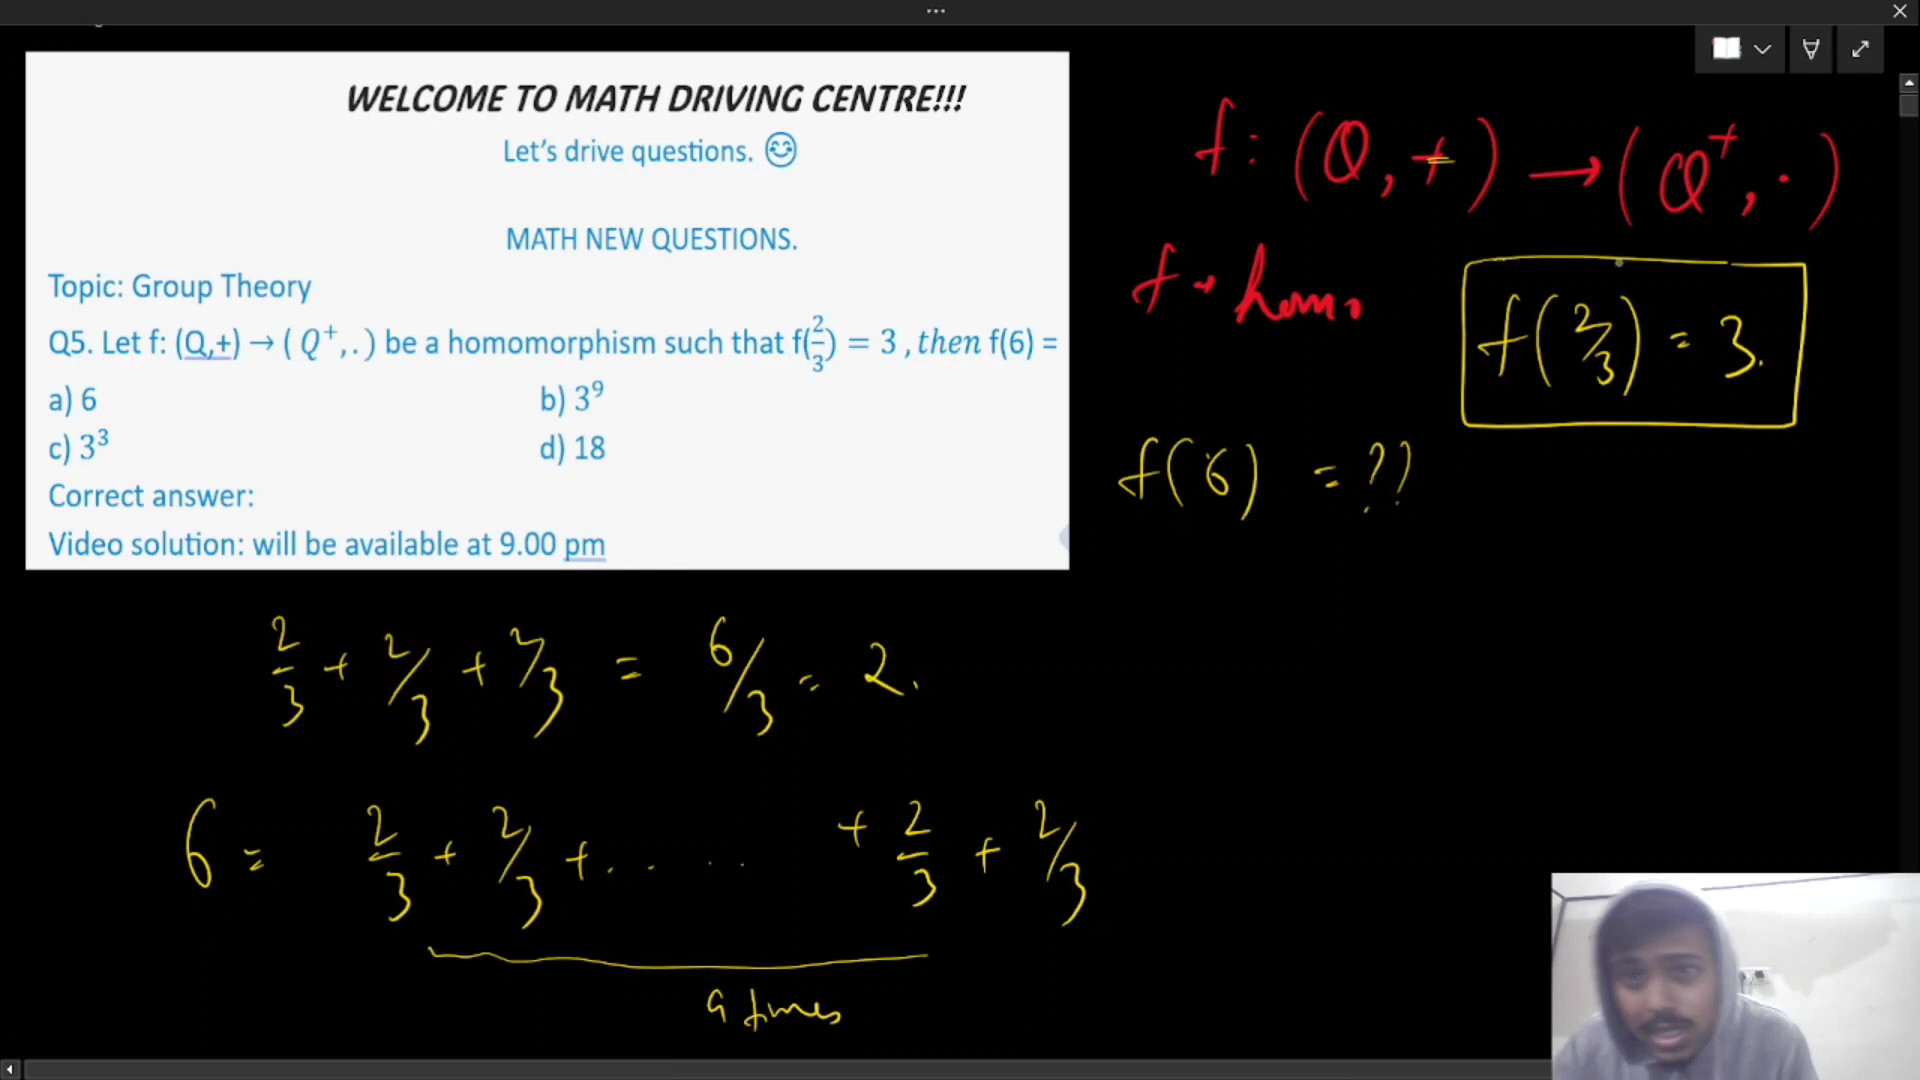 WELCOME TO MATH DRIVING CENTRE!!!
Let's drive questions. 😊
MATH NEW QUESTIONS.
Topic: Group Theory
Q5. Let f: (Q,+) → ( Q⁺,. ) be a homomorphism such that f(2/3) = 3 , then f(6) =
a) 6 b) 3⁹
c) 3³ d) 18
Correct answer:
Video solution: will be available at 9.00 pm
f: (Q, +) → (Q⁺, ·)
f → homo
f(2/3) = 3.
f(6) = ??
2/3 + 2/3 + 2/3 = 6/3 = 2.
6 = 2/3 + 2/3 + . . . . + 2/3 + 2/3
9 times